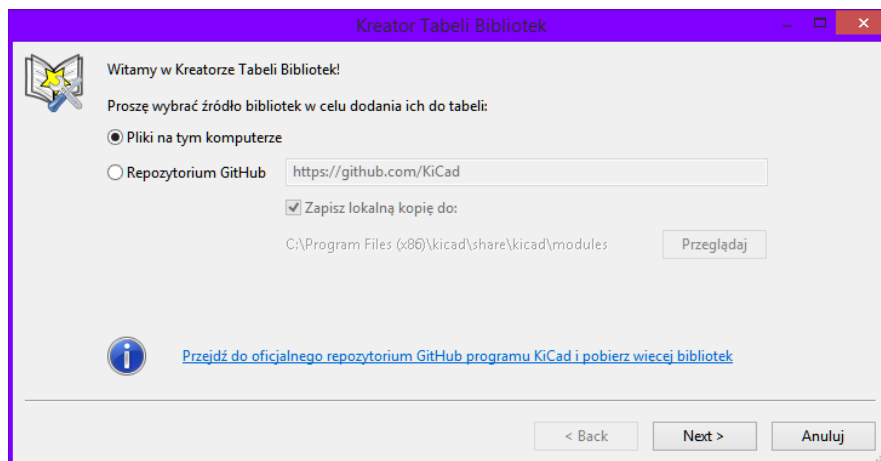 Kreator Tabeli Bibliotek
Witamy w Kreatorze Tabeli Bibliotek!
Proszę wybrać źródło bibliotek w celu dodania ich do tabeli:
Pliki na tym komputerze
Repozytorium GitHub https://github.com/KiCad
Zapisz lokalną kopię do:
C:\Program Files (x86)\kicad\share\kicad\modules Przeglądaj
Przejdź do oficjalnego repozytorium GitHub programu KiCad i pobierz wiecej bibliotek
< Back Next > Anuluj